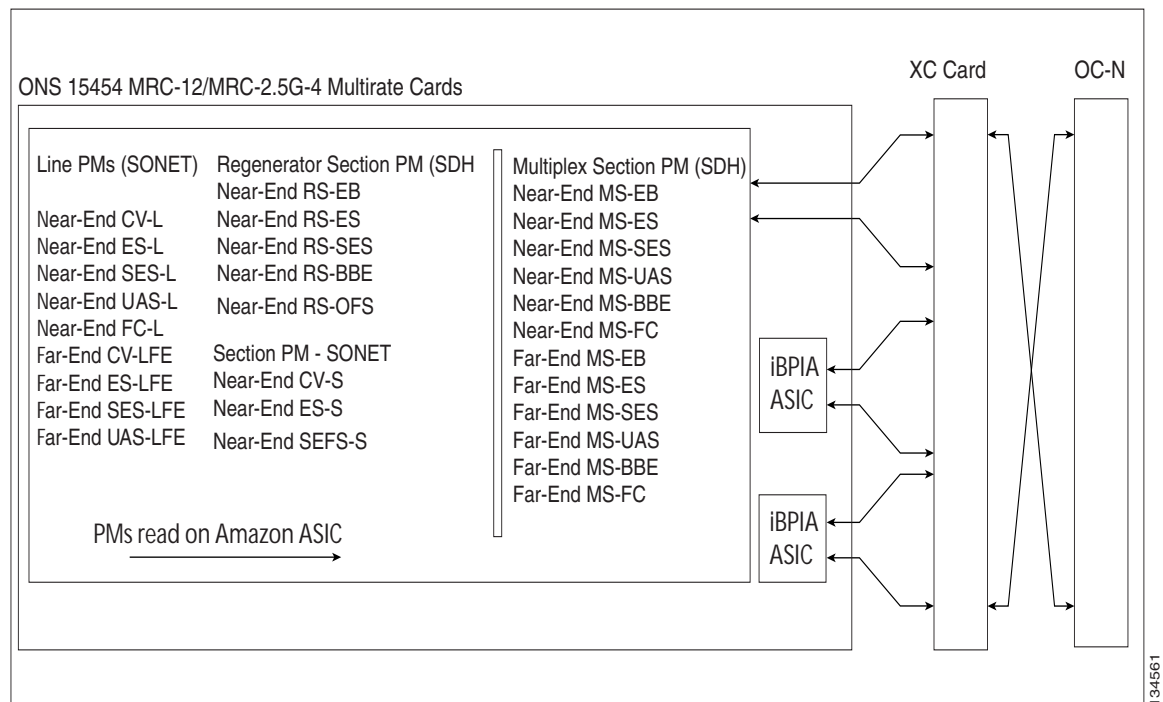 XC Card
OC-N
ONS 15454 MRC-12/MRC-2.5G-4 Multirate Cards
Line PMs (SONET)
Near-End CV-L
Near-End ES-L
Near-End SES-L
Near-End UAS-L
Near-End FC-L
Far-End CV-LFE
Far-End ES-LFE
Far-End SES-LFE
Far-End UAS-LFE
Regenerator Section PM (SDH
Near-End RS-EB
Near-End RS-ES
Near-End RS-SES
Near-End RS-BBE
Near-End RS-OFS
Section PM - SONET
Near-End CV-S
Near-End ES-S
Near-End SEFS-S
Multiplex Section PM (SDH)
Near-End MS-EB
Near-End MS-ES
Near-End MS-SES
Near-End MS-UAS
Near-End MS-BBE
Near-End MS-FC
Far-End MS-EB
Far-End MS-ES
Far-End MS-SES
Far-End MS-UAS
Far-End MS-BBE
Far-End MS-FC
iBPIA
ASIC
iBPIA
ASIC
PMs read on Amazon ASIC
134561